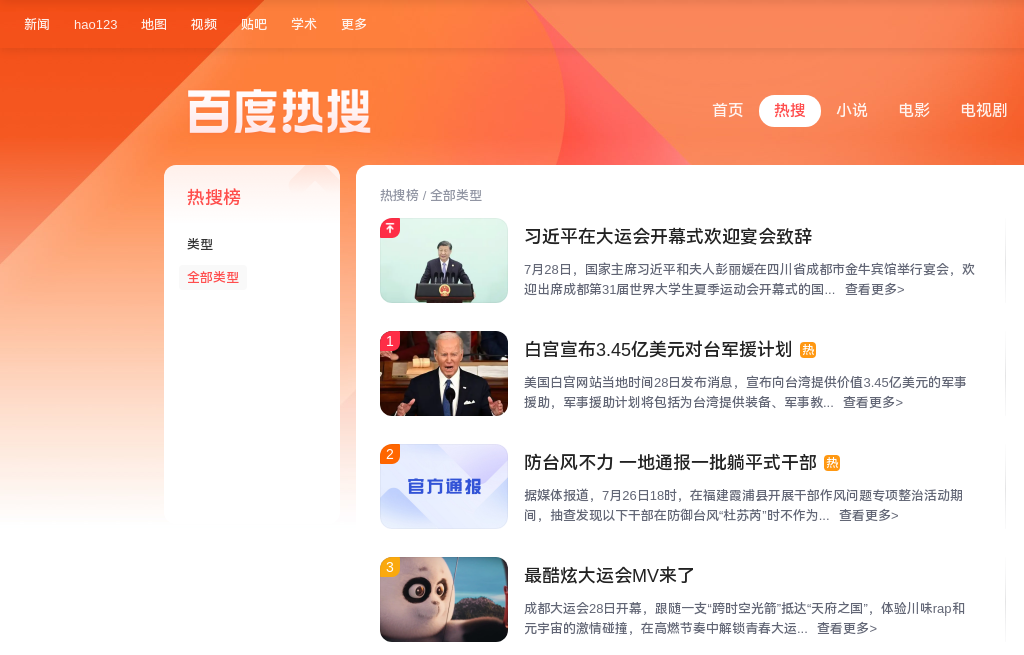 新闻 hao123 地图 视频 贴吧 学术 更多
百度热搜
首页 热搜 小说 电影 电视剧
热搜榜
类型
全部类型
热搜榜 / 全部类型
习近平在大运会开幕式欢迎宴会致辞
7月28日，国家主席习近平和夫人彭丽媛在四川省成都市金牛宾馆举行宴会，欢
迎出席成都第31届世界大学生夏季运动会开幕式的国... 查看更多>
1
白宫宣布3.45亿美元对台军援计划 热
美国白宫网站当地时间28日发布消息，宣布向台湾提供价值3.45亿美元的军事
援助，军事援助计划将包括为台湾提供装备、军事教... 查看更多>
2
官方通报
防台风不力 一地通报一批躺平式干部 热
据媒体报道，7月26日18时，在福建霞浦县开展干部作风问题专项整治活动期
间，抽查发现以下干部在防御台风“杜苏芮”时不作为... 查看更多>
3
最酷炫大运会MV来了
成都大运会28日开幕，跟随一支“跨时空光箭”抵达“天府之国”，体验川味rap和
元宇宙的激情碰撞，在高燃节奏中解锁青春大运... 查看更多>